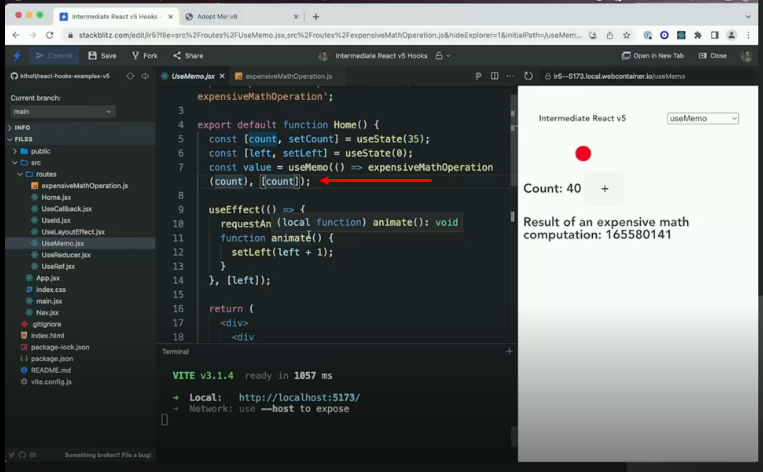 Intermediate React v5 Hooks -
Adopt Me! v8
stackblitz.com/edit/ir5?file=src%2Froutes%2FUseMemo.jsx,src%2Froutes%2FexpensiveMathOperation.js&hideExplorer=1&initialPath=/useMem...
Commit
Save
Fork
Share
Intermediate React v5 Hooks
Open in New Tab
Close
btholt/react-hooks-examples-v5
Current branch:
main
INFO
FILES
public
src
routes
expensiveMathOperation.js
Home.jsx
UseCallback.jsx
UseId.jsx
UseLayoutEffect.jsx
UseMemo.jsx
UseReducer.jsx
UseRef.jsx
App.jsx
index.css
main.jsx
Nav.jsx
.gitignore
index.html
package-lock.json
package.json
README.md
vite.config.js
Something broken? File a bug!
UseMemo.jsx
expensiveMathOperation.js
expensiveMathOperation';
3
4 export default function Home() {
5 const [count, setCount] = useState(35);
6 const [left, setLeft] = useState(0);
7 const value = useMemo(() => expensiveMathOperation
(count), [count]);
8
9 useEffect(() => {
10 requestAn
(local function) animate(): void
11 function animate() {
12 setLeft(left + 1);
13 }
14 }, [left]);
15
16 return (
17 <div>
18 <div
Terminal
VITE v3.1.4 ready in 1057 ms
➜ Local: http://localhost:5173/
➜ Network: use --host to expose
ir5--5173.local.webcontainer.io/useMemo
Intermediate React v5
useMemo
Count: 40
+
Result of an expensive math
computation: 165580141